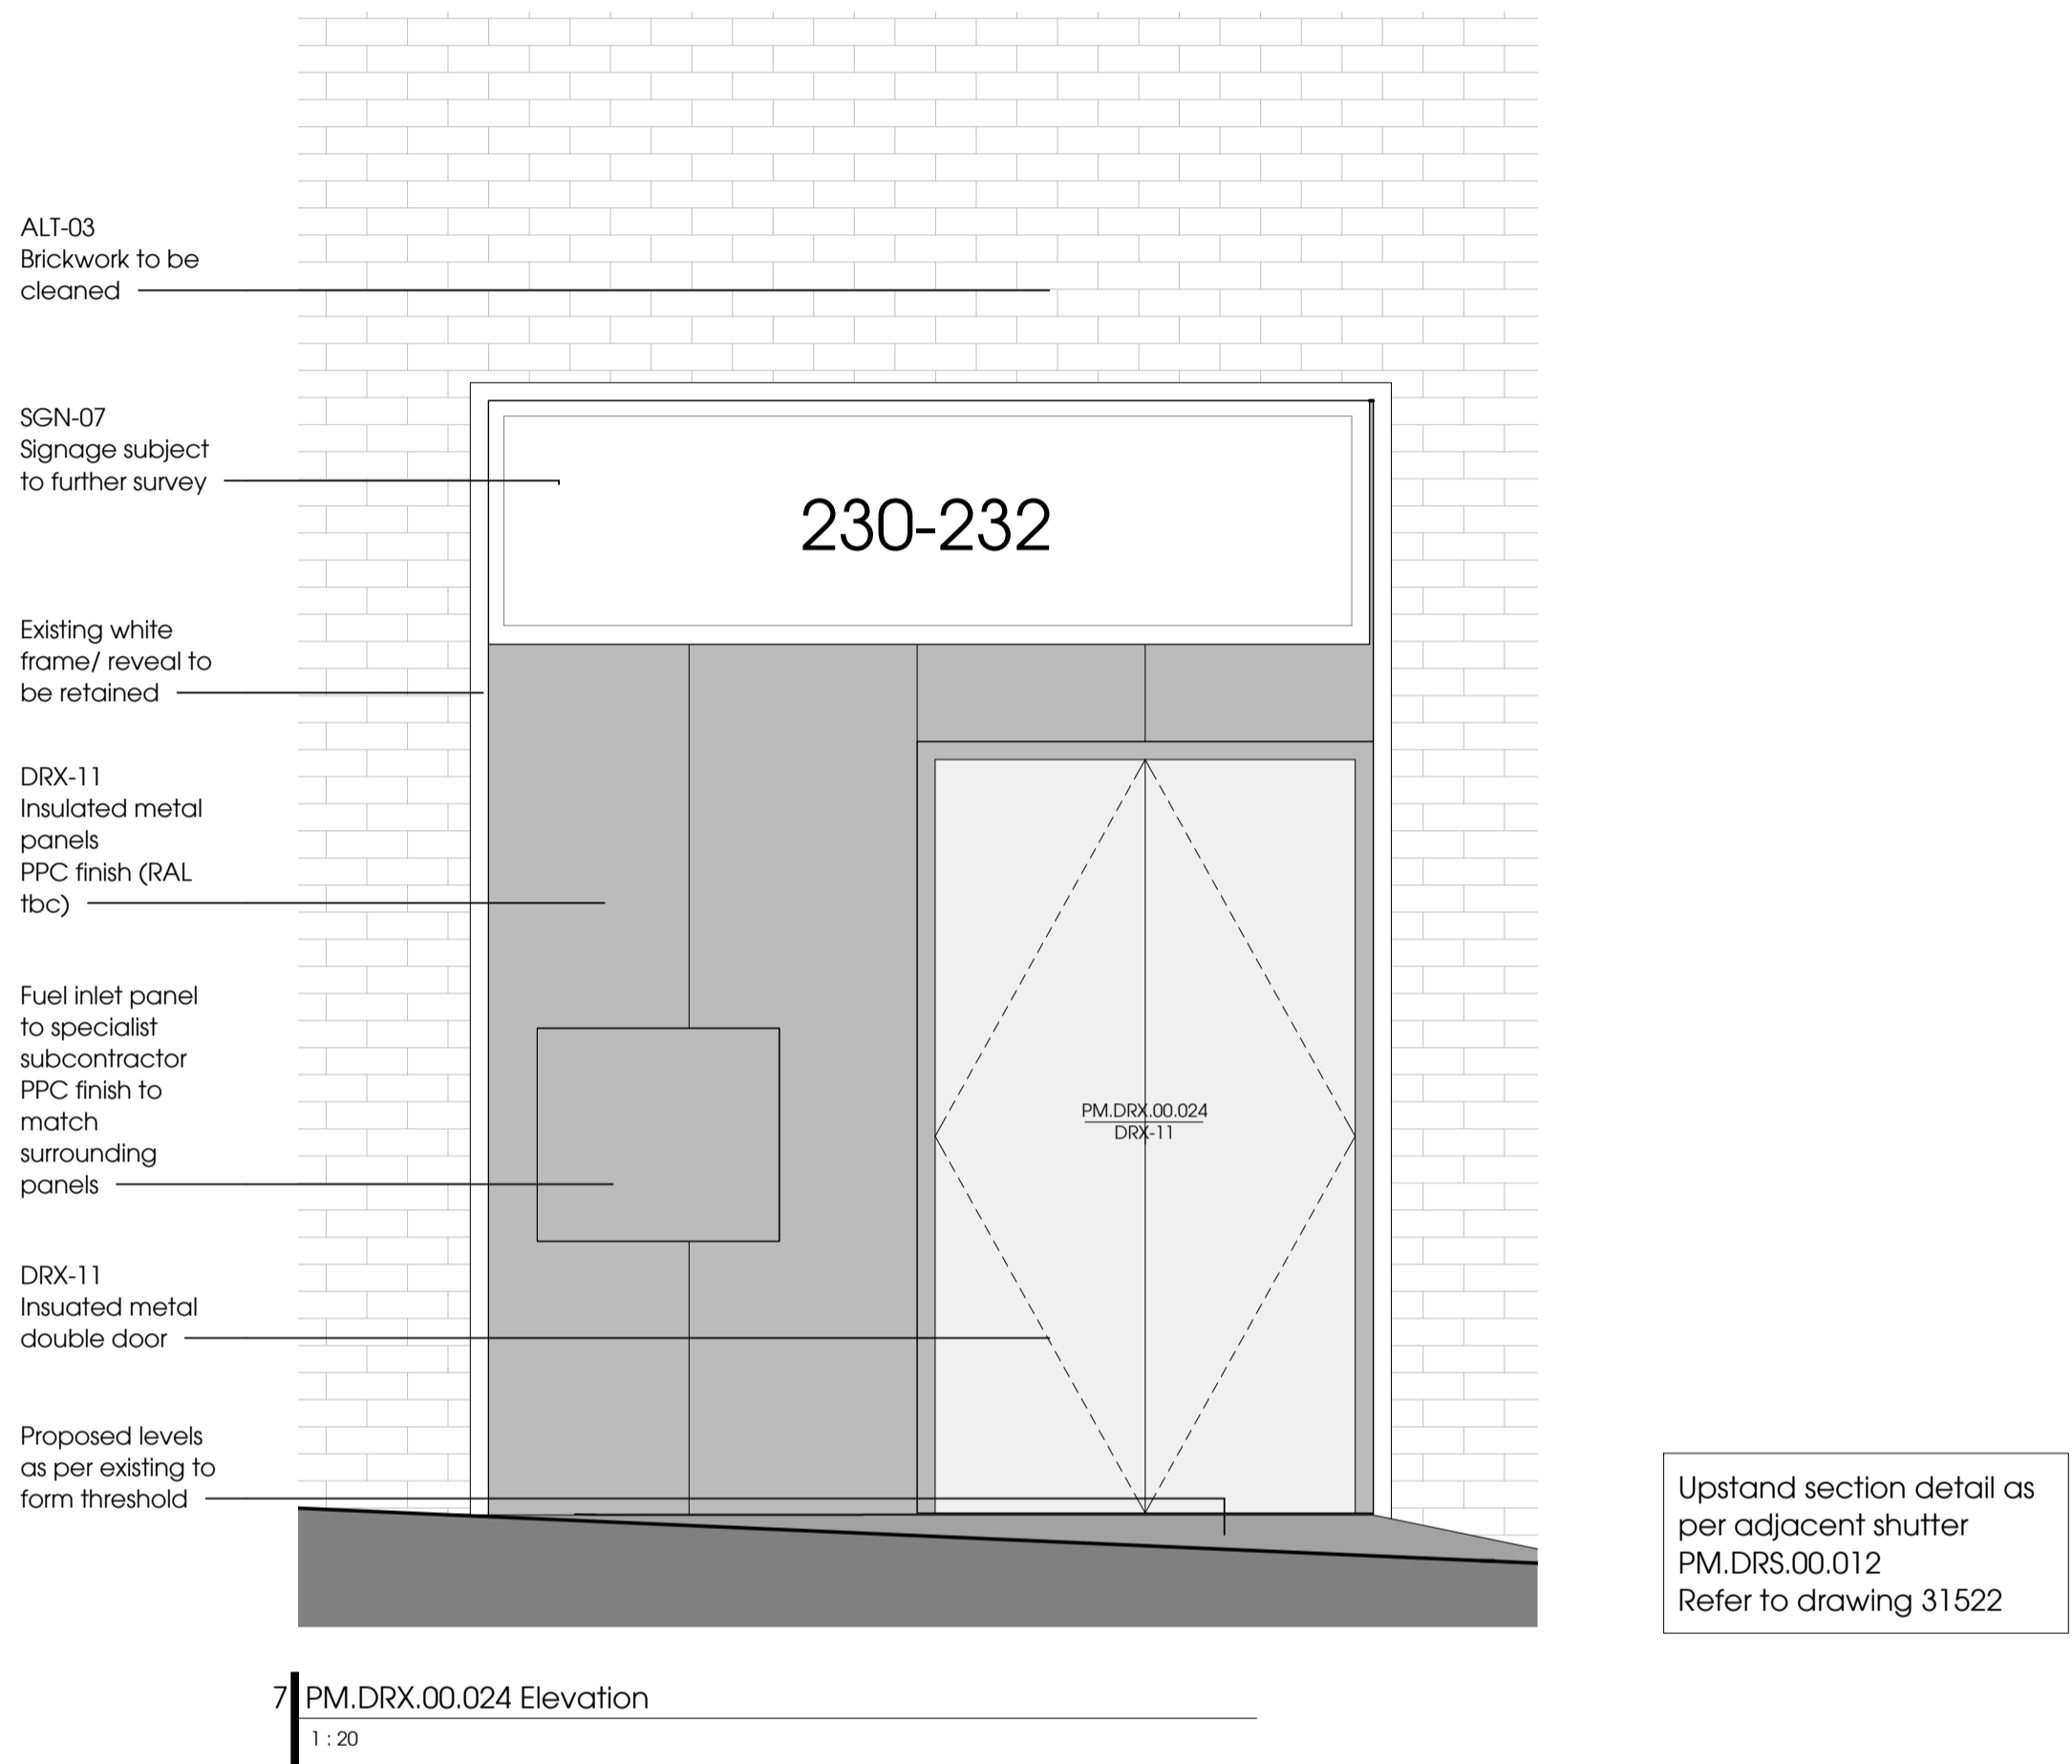 ALT-03
Brickwork to be
cleaned
SGN-07
Signage subject
to further survey
230-232
Existing white
frame/ reveal to
be retained
DRX-11
Insulated metal
panels
PPC finish (RAL
tbc)
Fuel inlet panel
to specialist
subcontractor
PPC finish to
match
surrounding
panels
PM.DRX.00.024
DRX-11
DRX-11
Insuated metal
double door
Proposed levels
as per existing to
form threshold
Upstand section detail as
per adjacent shutter
PM.DRS.00.012
Refer to drawing 31522
7 PM.DRX.00.024 Elevation
1 : 20